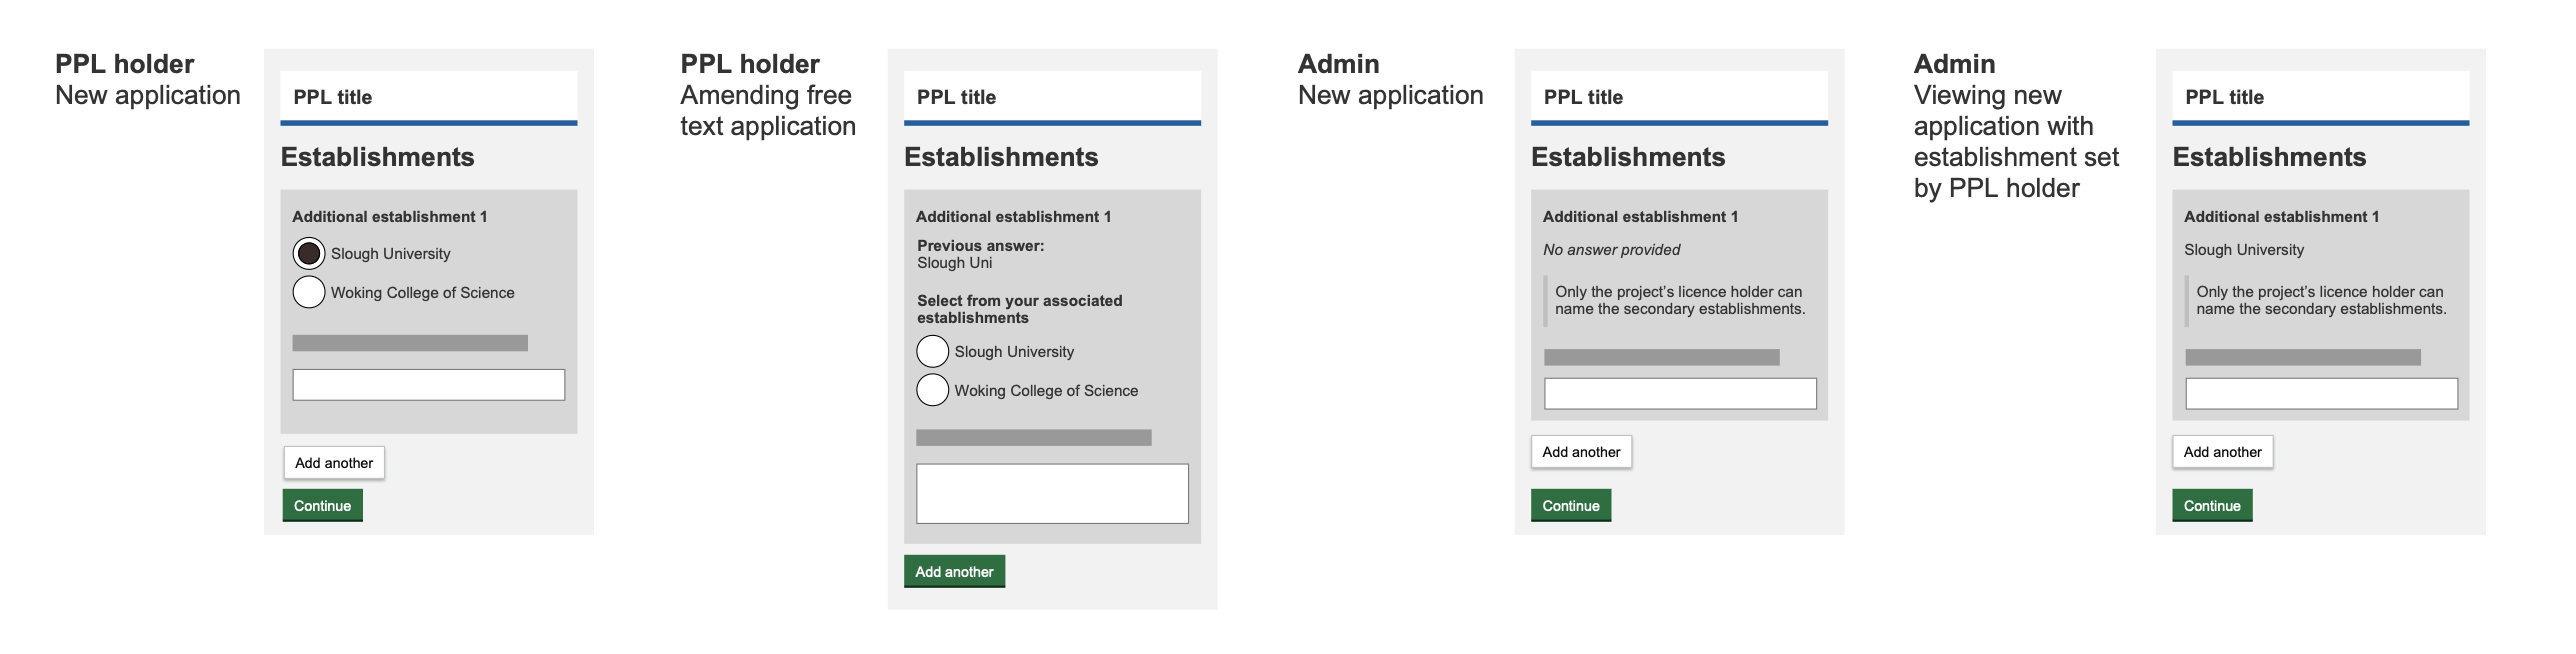 PPL holder
New application
PPL title
Establishments
Additional establishment 1
Slough University
Woking College of Science
Add another
Continue
PPL holder
Amending free
text application
PPL title
Establishments
Additional establishment 1
Previous answer:
Slough Uni
Select from your associated
establishments
Slough University
Woking College of Science
Add another
Admin
New application
PPL title
Establishments
Additional establishment 1
No answer provided
Only the project’s licence holder can
name the secondary establishments.
Add another
Continue
Admin
Viewing new
application with
establishment set
by PPL holder
PPL title
Establishments
Additional establishment 1
Slough University
Only the project’s licence holder can
name the secondary establishments.
Add another
Continue